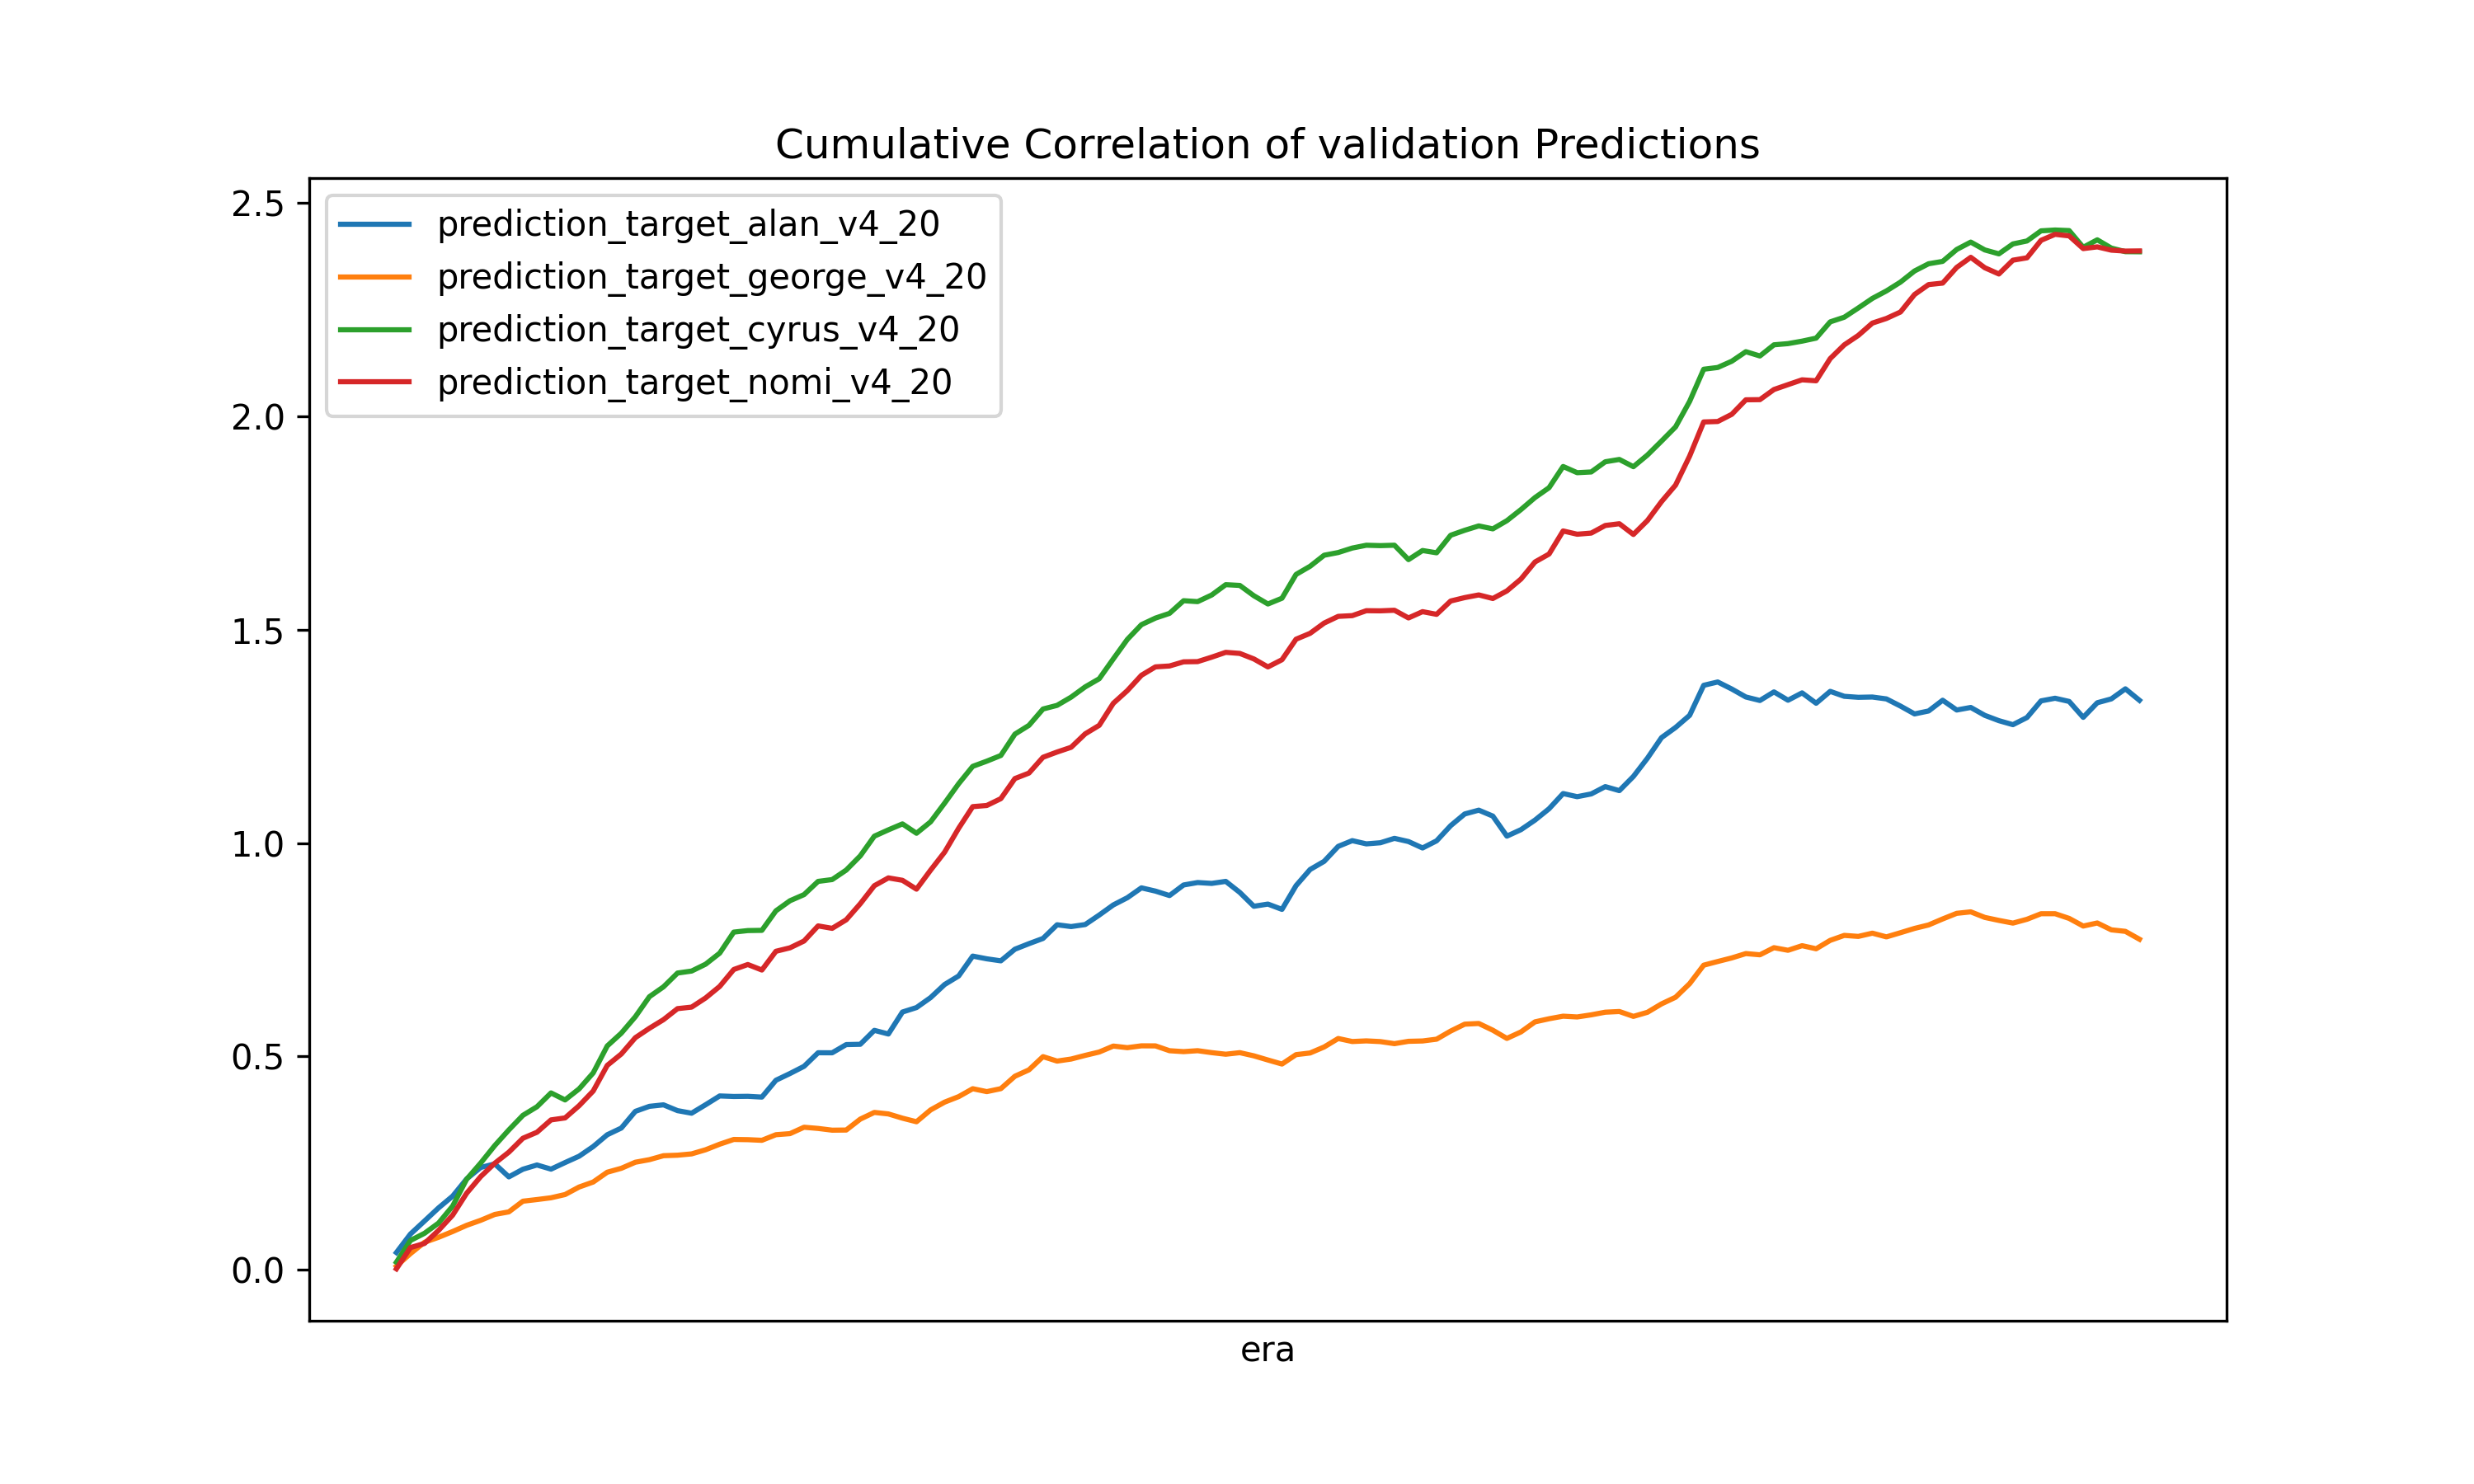 Cumulative Correlation of validation Predictions
2.5
2.0
1.5
1.0
0.5
0.0
prediction_target_alan_v4_20
prediction_target_george_v4_20
prediction_target_cyrus_v4_20
prediction_target_nomi_v4_20
era